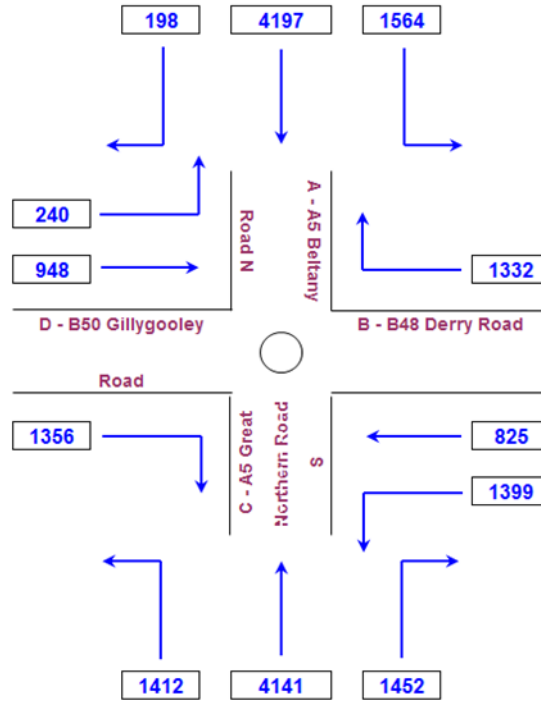 198
4197
1564
240
948
1332
Road N
A - A5 Beltany
D - B50 Gillygooley
B - B48 Derry Road
Road
1356
825
1399
C - A5 Great
Northern Road
S
1412
4141
1452